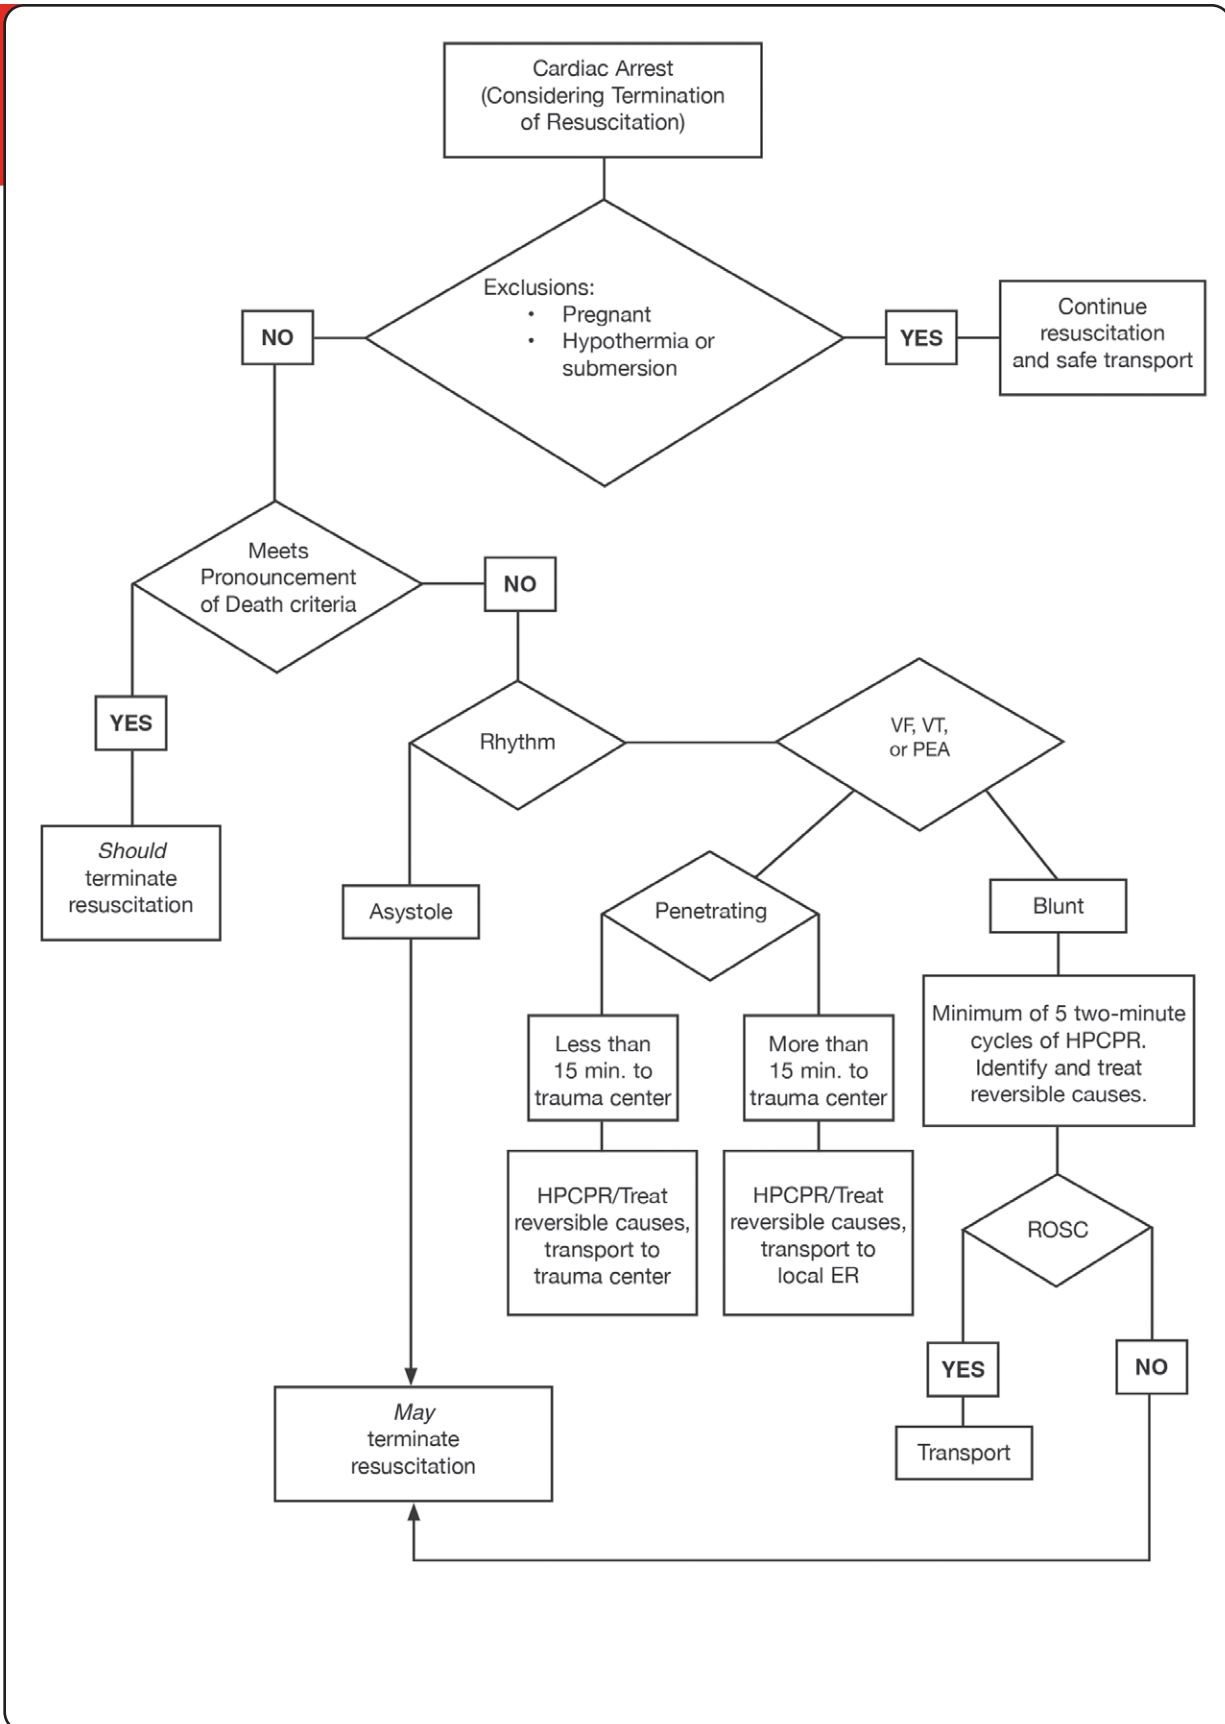 Cardiac Arrest
(Considering Termination
of Resuscitation)
Exclusions:
• Pregnant
• Hypothermia or
submersion
NO
YES
Continue
resuscitation
and safe transport
Meets
Pronouncement
of Death criteria
NO
YES
Should
terminate
resuscitation
Rhythm
VF, VT,
or PEA
Asystole
Penetrating
Blunt
Less than
15 min. to
trauma center
More than
15 min. to
trauma center
Minimum of 5 two-minute
cycles of HPCPR.
Identify and treat
reversible causes.
HPCPR/Treat
reversible causes,
transport to
trauma center
HPCPR/Treat
reversible causes,
transport to
local ER
ROSC
YES
NO
Transport
May
terminate
resuscitation